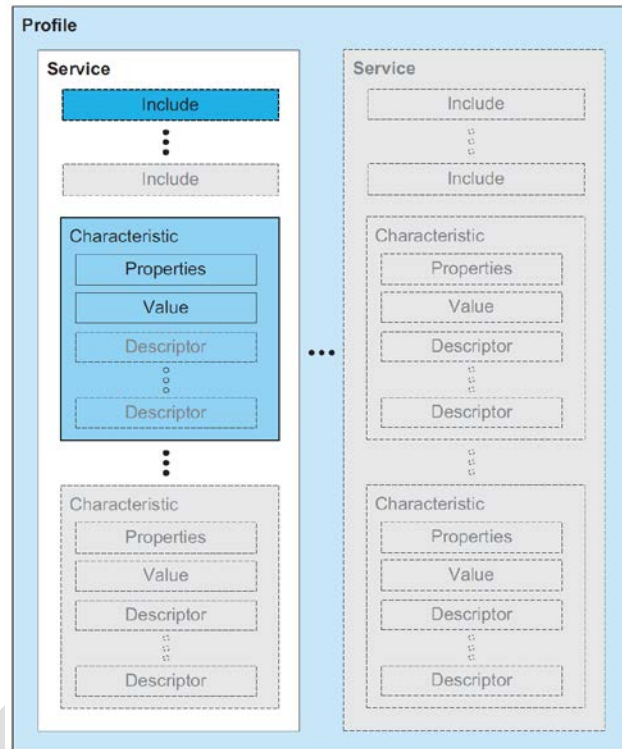 Profile
Service
Include
Include
Characteristic
Properties
Value
Descriptor
Descriptor
Characteristic
Properties
Value
Descriptor
Descriptor
Service
Include
Include
Characteristic
Properties
Value
Descriptor
Descriptor
Characteristic
Properties
Value
Descriptor
Descriptor